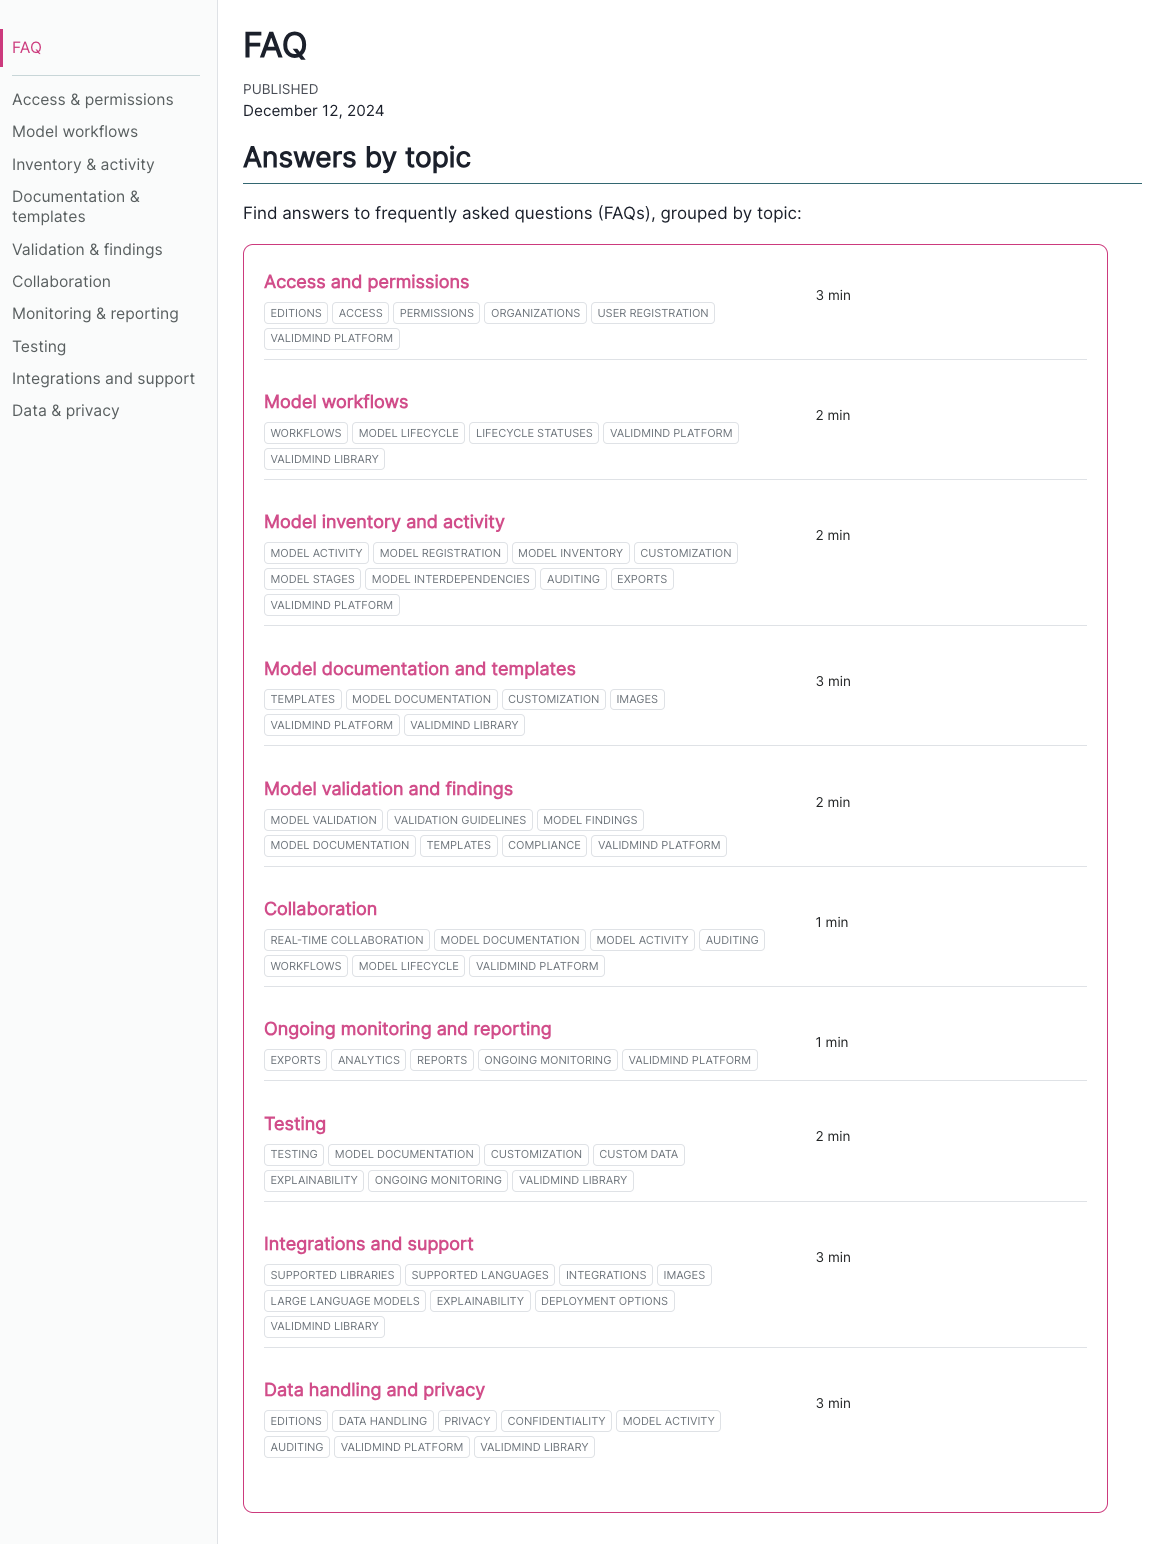 FAQ
Access & permissions
Model workflows
Inventory & activity
Documentation &
templates
Validation & findings
Collaboration
Monitoring & reporting
Testing
Integrations and support
Data & privacy
FAQ
PUBLISHED
December 12, 2024
Answers by topic
Find answers to frequently asked questions (FAQs), grouped by topic:
Access and permissions
3 min
EDITIONS ACCESS PERMISSIONS ORGANIZATIONS USER REGISTRATION
VALIDMIND PLATFORM
Model workflows
2 min
WORKFLOWS MODEL LIFECYCLE LIFECYCLE STATUSES VALIDMIND PLATFORM
VALIDMIND LIBRARY
Model inventory and activity
2 min
MODEL ACTIVITY MODEL REGISTRATION MODEL INVENTORY CUSTOMIZATION
MODEL STAGES MODEL INTERDEPENDENCIES AUDITING EXPORTS
VALIDMIND PLATFORM
Model documentation and templates
3 min
TEMPLATES MODEL DOCUMENTATION CUSTOMIZATION IMAGES
VALIDMIND PLATFORM VALIDMIND LIBRARY
Model validation and findings
2 min
MODEL VALIDATION VALIDATION GUIDELINES MODEL FINDINGS
MODEL DOCUMENTATION TEMPLATES COMPLIANCE VALIDMIND PLATFORM
Collaboration
1 min
REAL-TIME COLLABORATION MODEL DOCUMENTATION MODEL ACTIVITY AUDITING
WORKFLOWS MODEL LIFECYCLE VALIDMIND PLATFORM
Ongoing monitoring and reporting
1 min
EXPORTS ANALYTICS REPORTS ONGOING MONITORING VALIDMIND PLATFORM
Testing
2 min
TESTING MODEL DOCUMENTATION CUSTOMIZATION CUSTOM DATA
EXPLAINABILITY ONGOING MONITORING VALIDMIND LIBRARY
Integrations and support
3 min
SUPPORTED LIBRARIES SUPPORTED LANGUAGES INTEGRATIONS IMAGES
LARGE LANGUAGE MODELS EXPLAINABILITY DEPLOYMENT OPTIONS
VALIDMIND LIBRARY
Data handling and privacy
3 min
EDITIONS DATA HANDLING PRIVACY CONFIDENTIALITY MODEL ACTIVITY
AUDITING VALIDMIND PLATFORM VALIDMIND LIBRARY